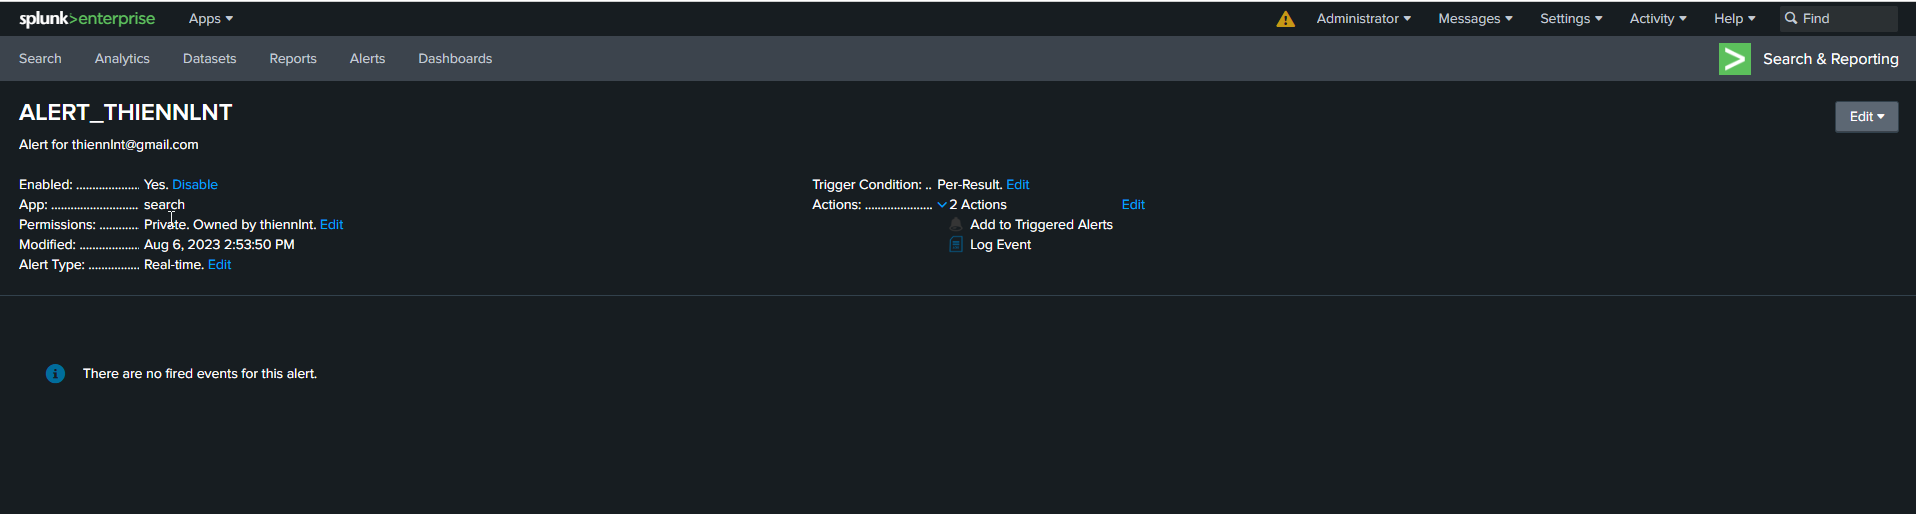 splunk>enterprise Apps Administrator Messages Settings Activity Help Find
Search Analytics Datasets Reports Alerts Dashboards Search & Reporting
ALERT_THIENNLNT
Edit
Alert for thiennlnt@gmail.com
Enabled: ................... Yes. Disable
App: ........................... search
Permissions: ............ Private. Owned by thiennlnt. Edit
Modified: .................. Aug 6, 2023 2:53:50 PM
Alert Type: ................ Real-time. Edit
Trigger Condition: .. Per-Result. Edit
Actions: ..................... 2 Actions Edit
Add to Triggered Alerts
Log Event
There are no fired events for this alert.